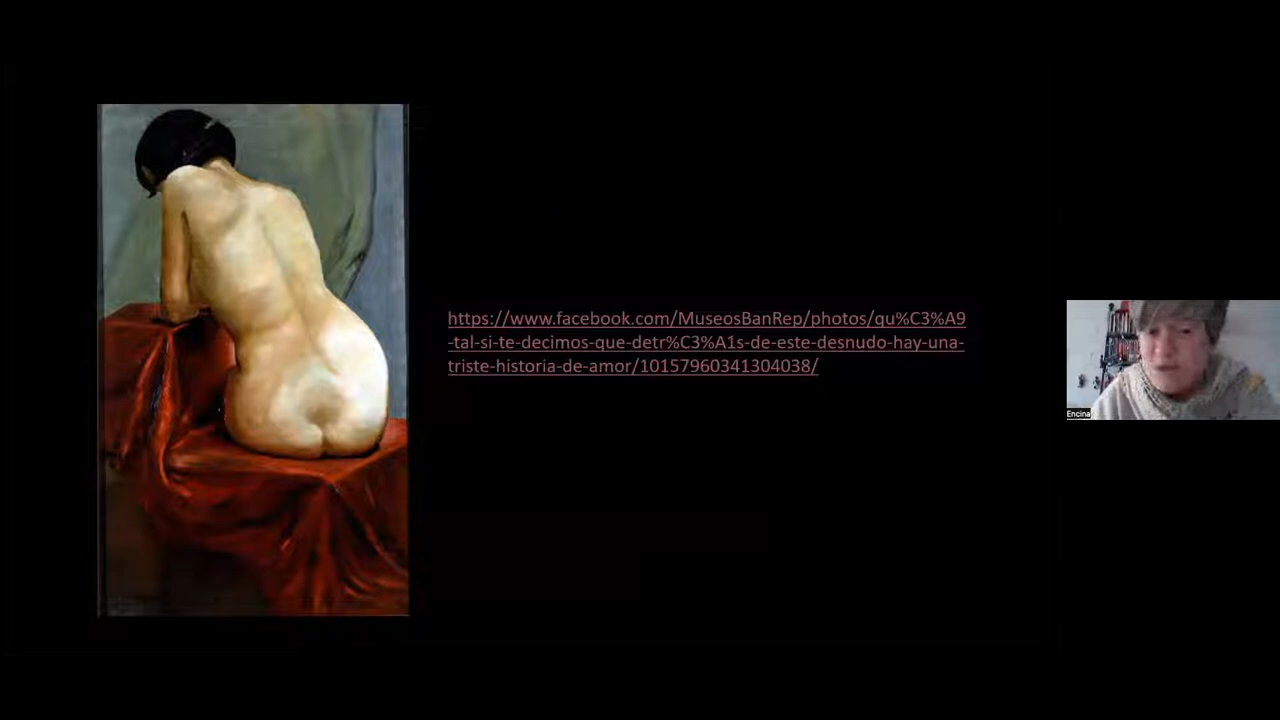 https://www.facebook.com/MuseosBanRep/photos/qu%C3%A9
-tal-si-te-decimos-que-detr%C3%A1s-de-este-desnudo-hay-una-
triste-historia-de-amor/10157960341304038/
Encina